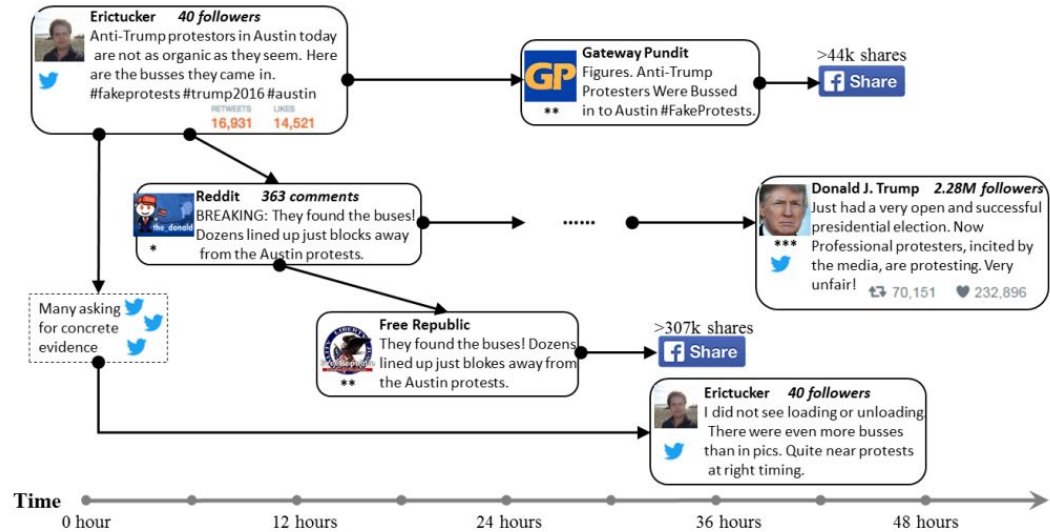 Erictucker 40 followers
Anti-Trump protestors in Austin today
are not as organic as they seem. Here
are the busses they came in.
#fakeprotests #trump2016 #austin
RETWEETS LIKES
16,931 14,521
GP
**
Gateway Pundit
Figures. Anti-Trump
Protesters Were Bussed
in to Austin #FakeProtests.
>44k shares
f Share
Reddit 363 comments
BREAKING: They found the buses!
Dozens lined up just blocks away
from the Austin protests.
the_donald
*
......
Donald J. Trump 2.28M followers
Just had a very open and successful
presidential election. Now
Professional protesters, incited by
the media, are protesting. Very
unfair! 70,151 232,896
***
Many asking
for concrete
evidence
Free Republic
They found the buses! Dozens
lined up just blokes away from
the Austin protests.
**
>307k shares
f Share
Erictucker 40 followers
I did not see loading or unloading.
There were even more busses
than in pics. Quite near protests
at right timing.
Time
0 hour 12 hours 24 hours 36 hours 48 hours